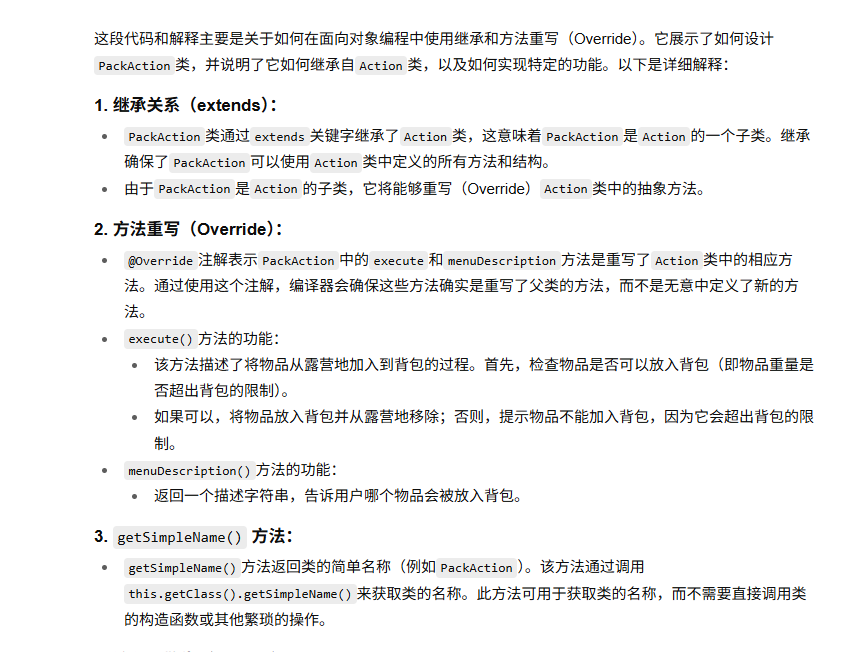 这段代码和解释主要是关于如何在面向对象编程中使用继承和方法重写（Override）。它展示了如何设计
PackAction 类，并说明了它如何继承自 Action 类，以及如何实现特定的功能。以下是详细解释：
1. 继承关系（extends）：
• PackAction 类通过 extends 关键字继承了 Action 类，这意味着 PackAction 是 Action 的一个子类。继承
确保了 PackAction 可以使用 Action 类中定义的所有方法和结构。
• 由于 PackAction 是 Action 的子类，它将能够重写（Override） Action 类中的抽象方法。
2. 方法重写（Override）：
• @Override 注解表示 PackAction 中的 execute 和 menuDescription 方法是重写了 Action 类中的相应方
法。通过使用这个注解，编译器会确保这些方法确实是重写了父类的方法，而不是无意中定义了新的方
法。
• execute() 方法的功能：
• 该方法描述了将物品从露营地加入到背包的过程。首先，检查物品是否可以放入背包（即物品重量是
否超出背包的限制）。
• 如果可以，将物品放入背包并从露营地移除；否则，提示物品不能加入背包，因为它会超出背包的限
制。
• menuDescription() 方法的功能：
• 返回一个描述字符串，告诉用户哪个物品会被放入背包。
3. getSimpleName() 方法：
• getSimpleName() 方法返回类的简单名称（例如 PackAction ）。该方法通过调用
this.getClass().getSimpleName() 来获取类的名称。此方法可用于获取类的名称，而不需要直接调用类
的构造函数或其他繁琐的操作。